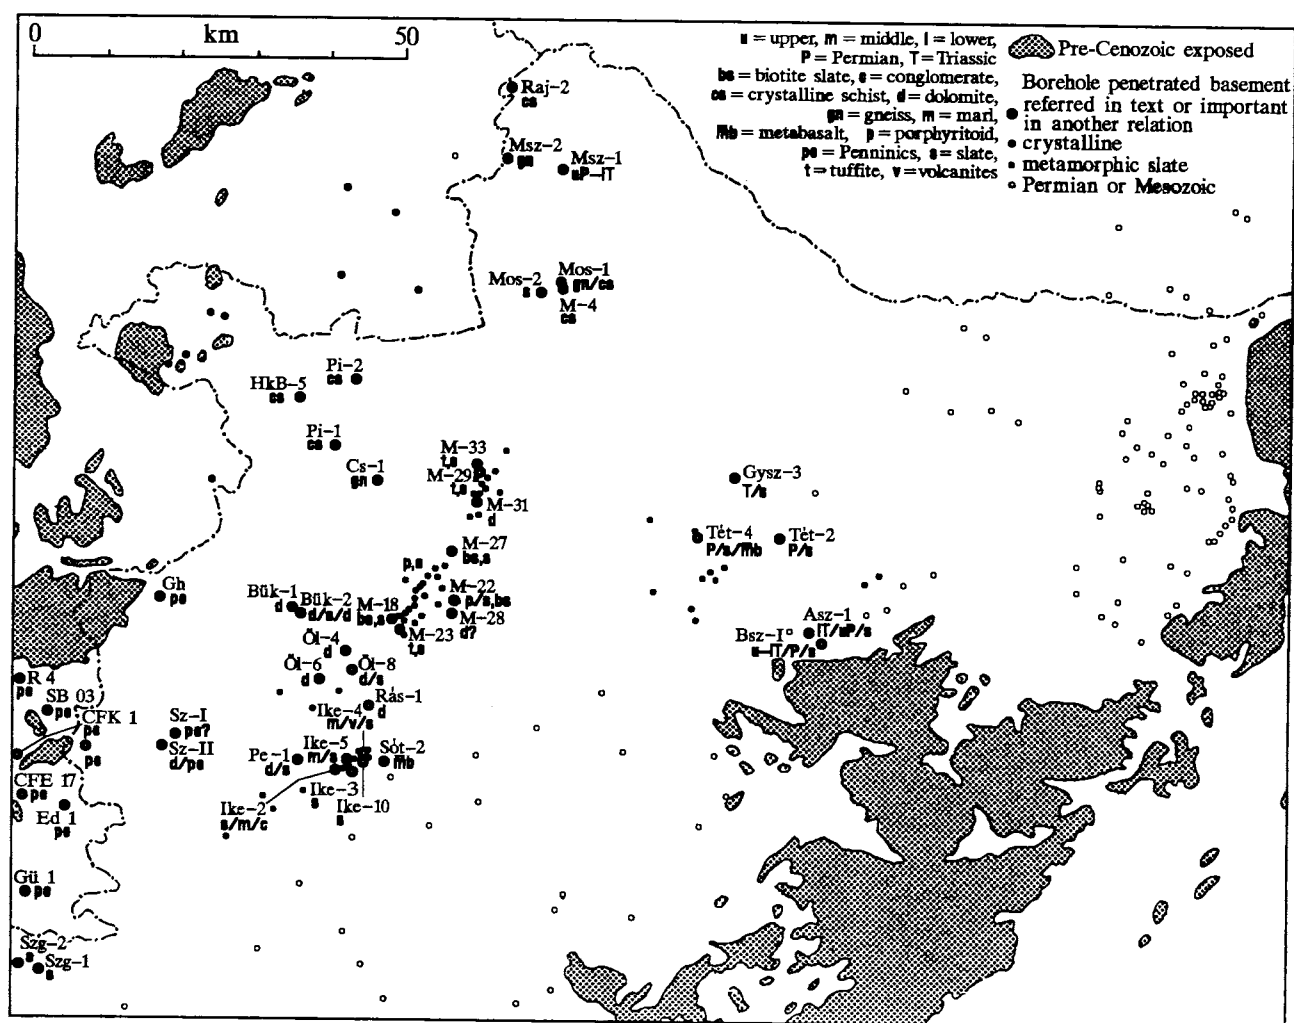 0 km 50
u = upper, m = middle, l = lower,
P = Permian, T = Triassic
bs = biotite slate, s = conglomerate,
cs = crystalline schist, d = dolomite,
gn = gneiss, m = marl,
mb = metabasalt, p = porphyritoid,
pe = Penninics, s = slate,
t = tuffite, v = volcanites
Pre-Cenozoic exposed
Borehole penetrated basement
referred in text or important
in another relation
crystalline
metamorphic slate
Permian or Mesozoic
Raj-2
cs
Msz-2
gn
Msz-1
uP-lT
Mos-2
s
Mos-1
gn/cs
M-4
cs
Pi-2
cs
HkB-5
cs
Pi-1
cs
Cs-1
gn
M-33
t,s
M-29
t,s
M-31
d
M-27
bs,s
p,s
M-22
p/s,bs
M-28
d?
M-18
bs,s
M-23
t,s
Gysz-3
T/s
Tét-4
P/s/mb
Tét-2
P/s
Asz-1
lT/uP/s
Bsz-I
u-lT/P/s
Gh
pe
Bük-1
d
Bük-2
d/s/d
Öl-4
d
Öl-6
d
Öl-8
d/s
Rás-1
d
Ike-4
m/v/s
Ike-5
m/s
Sót-2
mb
Pe-1
d/s
Ike-3
s
Ike-2
s/m/c
Ike-10
s
R 4
pe
SB 03
pe
CFK 1
pe
pe
Sz-I
pe?
Sz-II
d/pe
CFE 17
pe
Ed 1
pe
Gü 1
pe
Szg-2
s
Szg-1
s